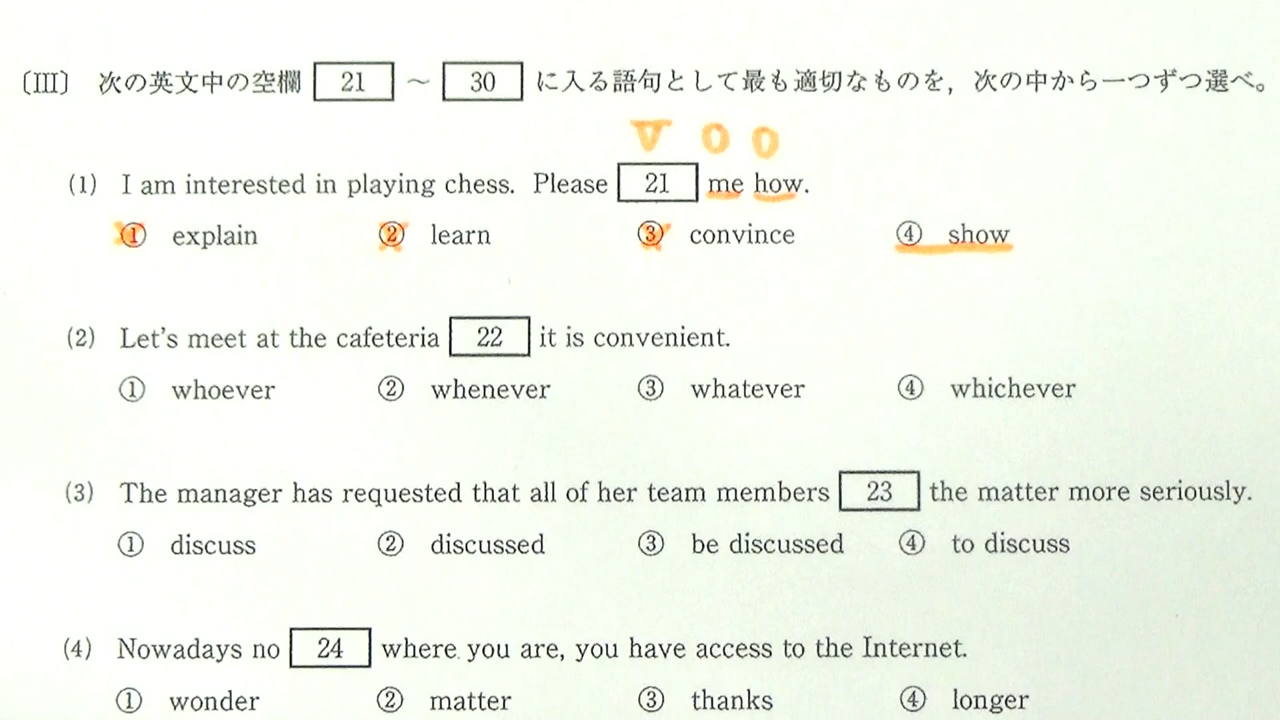 〔Ⅲ〕 次の英文中の空欄 21 ～ 30 に入る語句として最も適切なものを，次の中から一つずつ選べ。
V O O
(1) I am interested in playing chess. Please 21 me how.
① explain ② learn ③ convince ④ show
(2) Let's meet at the cafeteria 22 it is convenient.
① whoever ② whenever ③ whatever ④ whichever
(3) The manager has requested that all of her team members 23 the matter more seriously.
① discuss ② discussed ③ be discussed ④ to discuss
(4) Nowadays no 24 where you are, you have access to the Internet.
① wonder ② matter ③ thanks ④ longer